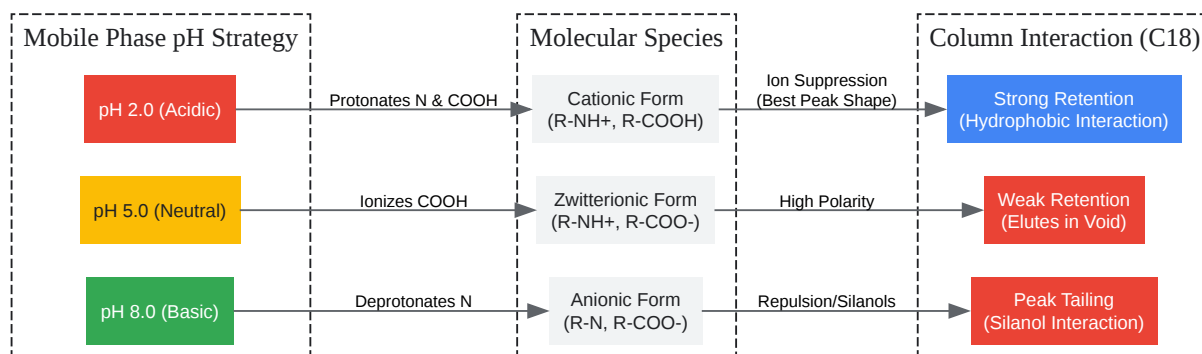 Mobile Phase pH Strategy
Molecular Species
Column Interaction (C18)
pH 2.0 (Acidic)
Protonates N & COOH
Cationic Form
(R-NH+, R-COOH)
Ion Suppression
(Best Peak Shape)
Strong Retention
(Hydrophobic Interaction)
pH 5.0 (Neutral)
Ionizes COOH
Zwitterionic Form
(R-NH+, R-COO-)
High Polarity
Weak Retention
(Elutes in Void)
pH 8.0 (Basic)
Deprotonates N
Anionic Form
(R-N, R-COO-)
Repulsion/Silanols
Peak Tailing
(Silanol Interaction)